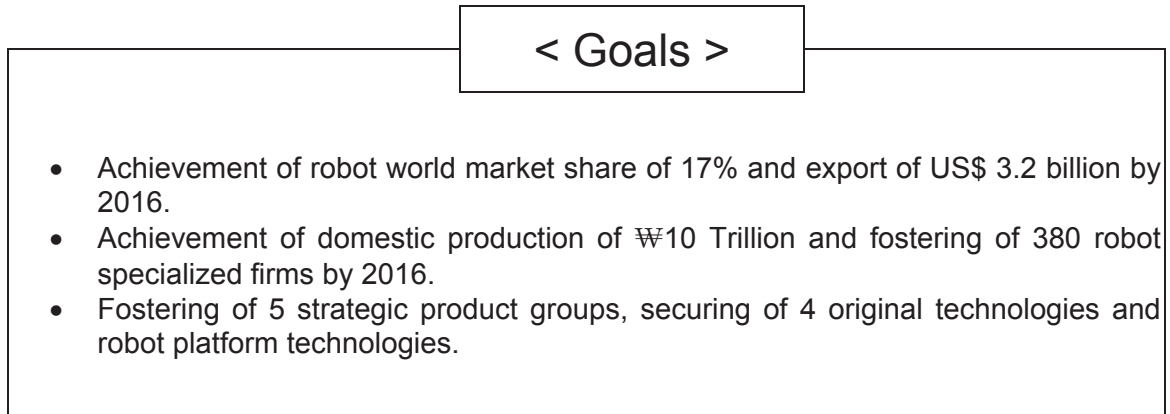 < Goals >
• Achievement of robot world market share of 17% and export of US$ 3.2 billion by
2016.
• Achievement of domestic production of ₩10 Trillion and fostering of 380 robot
specialized firms by 2016.
• Fostering of 5 strategic product groups, securing of 4 original technologies and
robot platform technologies.